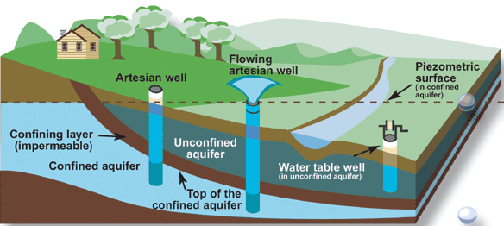 Flowing
artesian well
Artesian well
Piezometric
surface
(in confined
aquifer)
Confining layer
(impermeable)
Unconfined
aquifer
Confined aquifer
Water table well
(in unconfined aquifer)
Top of the
confined aquifer